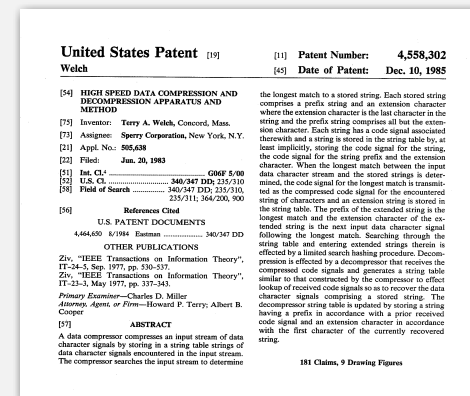 United States Patent [19]
Welch
[11] Patent Number: 4,558,302
[45] Date of Patent: Dec. 10, 1985
[54] HIGH SPEED DATA COMPRESSION AND
DECOMPRESSION APPARATUS AND
METHOD
[75] Inventor: Terry A. Welch, Concord, Mass.
[73] Assignee: Sperry Corporation, New York, N.Y.
[21] Appl. No.: 505,638
[22] Filed: Jun. 20, 1983
[51] Int. Cl.⁴ ........................ G06F 5/00
[52] U.S. Cl. ........................ 340/347 DD; 235/310
[58] Field of Search ............ 340/347 DD; 235/310,
235/311; 364/200, 900
[56] References Cited
U.S. PATENT DOCUMENTS
4,464,650 8/1984 Eastman .................... 340/347 DD
OTHER PUBLICATIONS
Ziv, "IEEE Transactions on Information Theory",
IT-24-5, Sep. 1977, pp. 530-537.
Ziv, "IEEE Transactions on Information Theory",
IT-23-3, May 1977, pp. 337-343.
Primary Examiner—Charles D. Miller
Attorney, Agent, or Firm—Howard P. Terry; Albert B.
Cooper
[57] ABSTRACT
A data compressor compresses an input stream of data
character signals by storing in a string table strings of
data character signals encountered in the input stream.
The compressor searches the input stream to determine
the longest match to a stored string. Each stored string
comprises a prefix string and an extension character
where the extension character is the last character in the
string and the prefix string comprises all but the exten-
sion character. Each string has a code signal associated
therewith and a string is stored in the string table by, at
least implicitly, storing the code signal for the string,
the code signal for the string prefix and the extension
character. When the longest match between the input
data character stream and the stored strings is deter-
mined, the code signal for the longest match is transmit-
ted as the compressed code signal for the encountered
string of characters and an extension string is stored in
the string table. The prefix of the extended string is the
longest match and the extension character of the ex-
tended string is the next input data character signal
following the longest match. Searching through the
string table and entering extended strings therein is
effected by a limited search hashing procedure. Decom-
pression is effected by a decompressor that receives the
compressed code signals and generates a string table
similar to that constructed by the compressor to effect
lookup of received code signals so as to recover the data
character signals comprising a stored string. The
decompressor string table is updated by storing a string
having a prefix in accordance with a prior received
code signal and an extension character in accordance
with the first character of the currently recovered
string.
181 Claims, 9 Drawing Figures